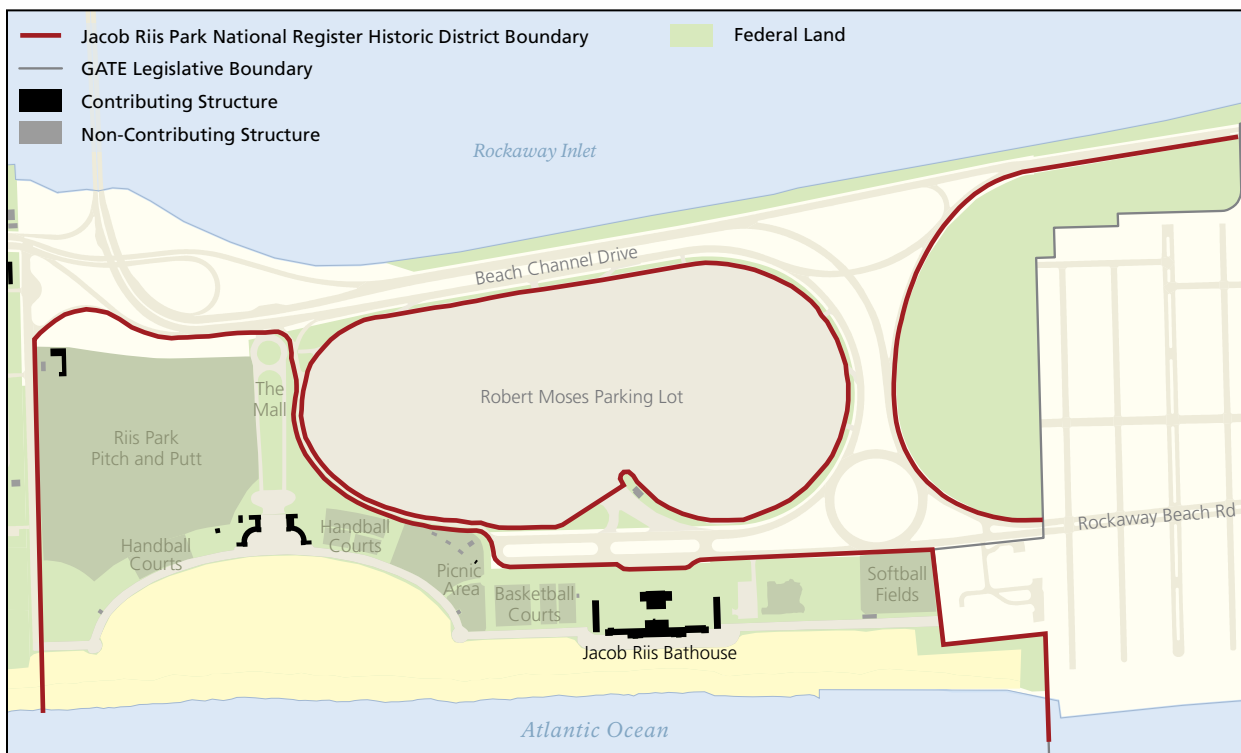 Jacob Riis Park National Register Historic District Boundary
GATE Legislative Boundary
Contributing Structure
Non-Contributing Structure
Federal Land
Rockaway Inlet
Beach Channel Drive
The
Mall
Robert Moses Parking Lot
Riis Park
Pitch and Putt
Rockaway Beach Rd
Handball
Courts
Handball
Courts
Picnic
Area
Basketball
Courts
Softball
Fields
Jacob Riis Bathouse
Atlantic Ocean